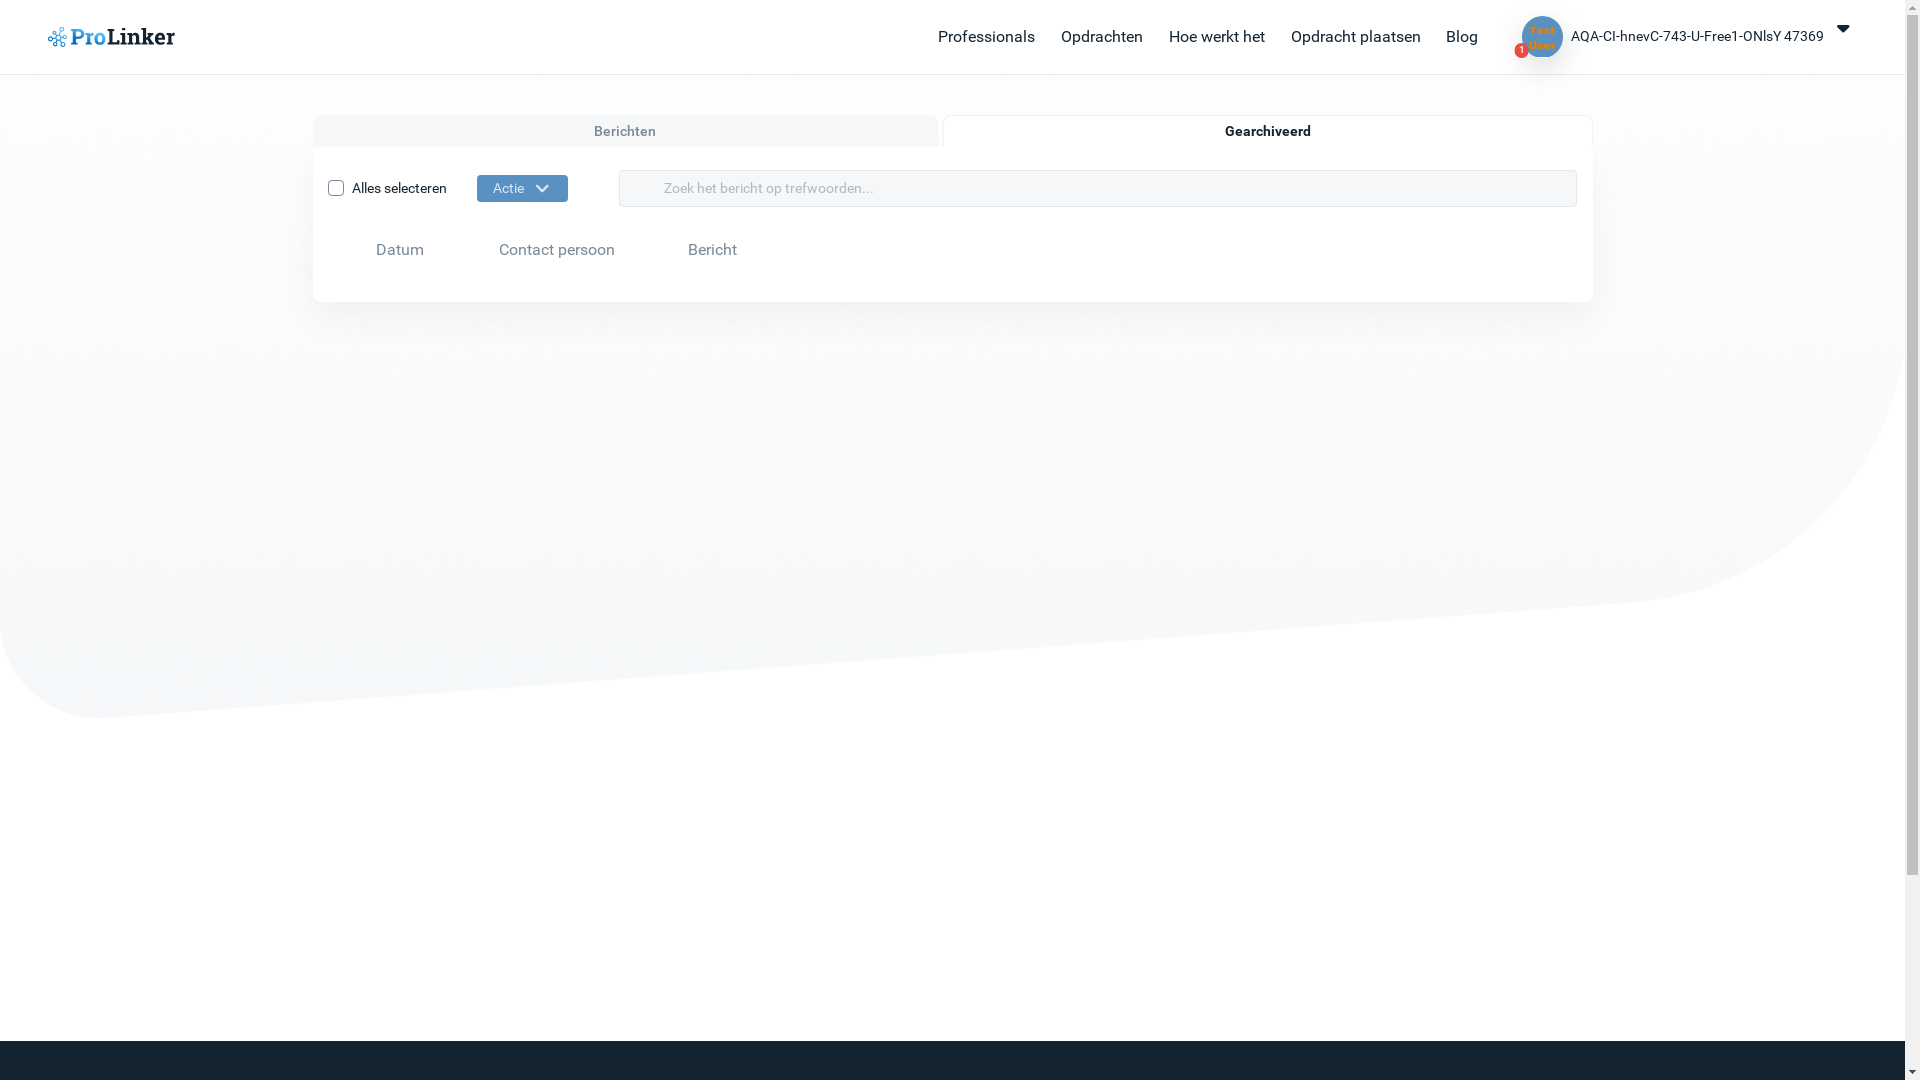 ProLinker
Professionals Opdrachten Hoe werkt het Opdracht plaatsen Blog
Test
User
1
AQA-CI-hnevC-743-U-Free1-ONlsY 47369
Berichten
Gearchiveerd
Alles selecteren
Actie
Zoek het bericht op trefwoorden...
Datum Contact persoon Bericht